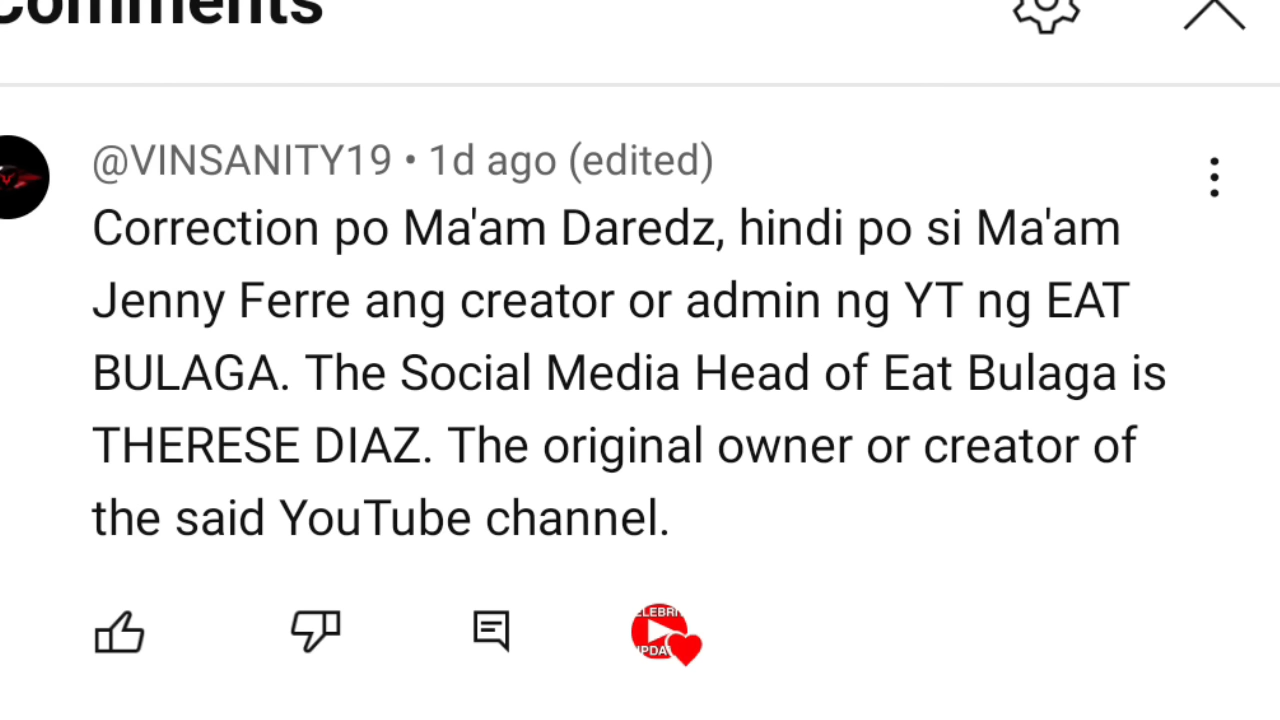 Comments
@VINSANITY19 • 1d ago (edited)
Correction po Ma'am Daredz, hindi po si Ma'am
Jenny Ferre ang creator or admin ng YT ng EAT
BULAGA. The Social Media Head of Eat Bulaga is
THERESE DIAZ. The original owner or creator of
the said YouTube channel.